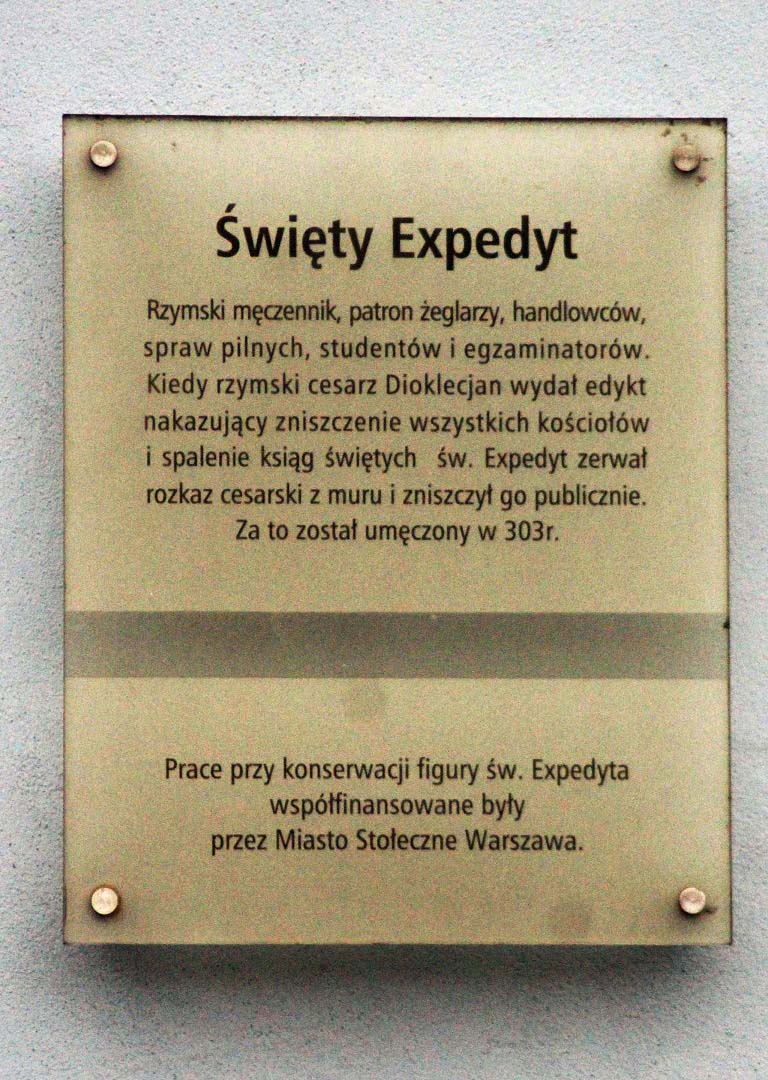 Święty Expedyt
Rzymski męczennik, patron żeglarzy, handlowców,
spraw pilnych, studentów i egzaminatorów.
Kiedy rzymski cesarz Dioklecjan wydał edykt
nakazujący zniszczenie wszystkich kościołów
i spalenie ksiąg świętych św. Expedyt zerwał
rozkaz cesarski z muru i zniszczył go publicznie.
Za to został umęczony w 303r.
Prace przy konserwacji figury św. Expedyta
współfinansowane były
przez Miasto Stołeczne Warszawa.